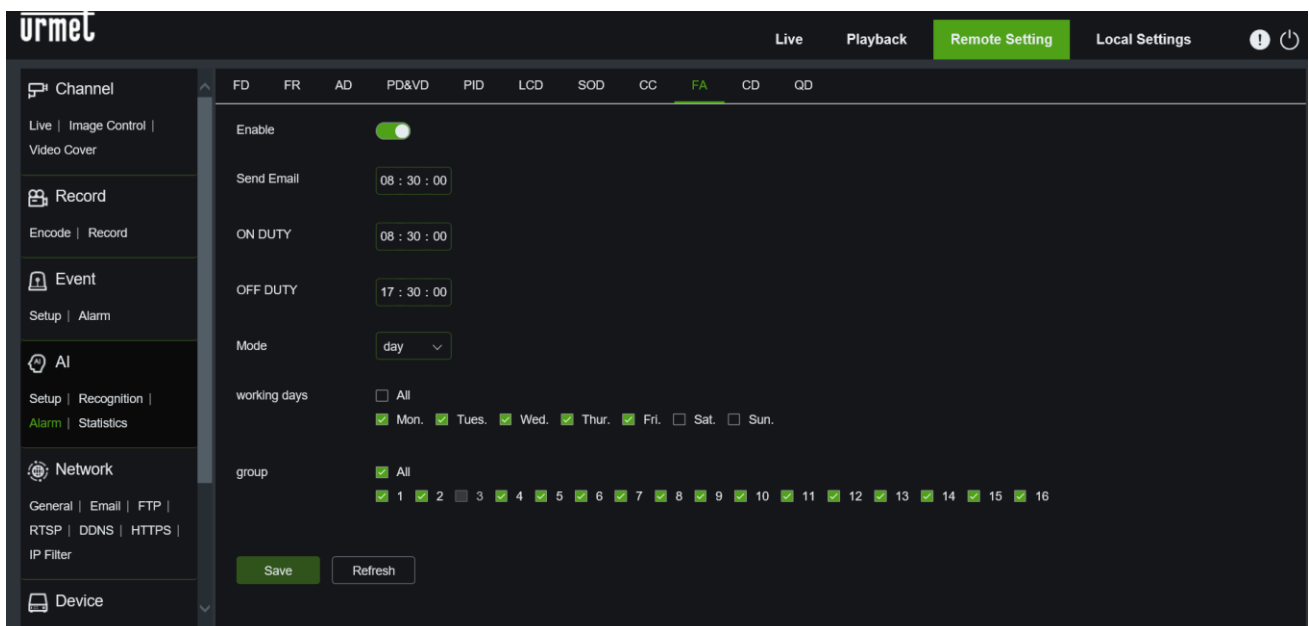 urmet
Live Playback Remote Setting Local Settings
Channel
Live | Image Control |
Video Cover
Record
Encode | Record
Event
Setup | Alarm
AI
Setup | Recognition |
Alarm | Statistics
Network
General | Email | FTP |
RTSP | DDNS | HTTPS |
IP Filter
Device
FD FR AD PD&VD PID LCD SOD CC FA CD QD
Enable
Send Email 08 : 30 : 00
ON DUTY 08 : 30 : 00
OFF DUTY 17 : 30 : 00
Mode day
working days All
Mon. Tues. Wed. Thur. Fri. Sat. Sun.
group All
1 2 3 4 5 6 7 8 9 10 11 12 13 14 15 16
Save Refresh